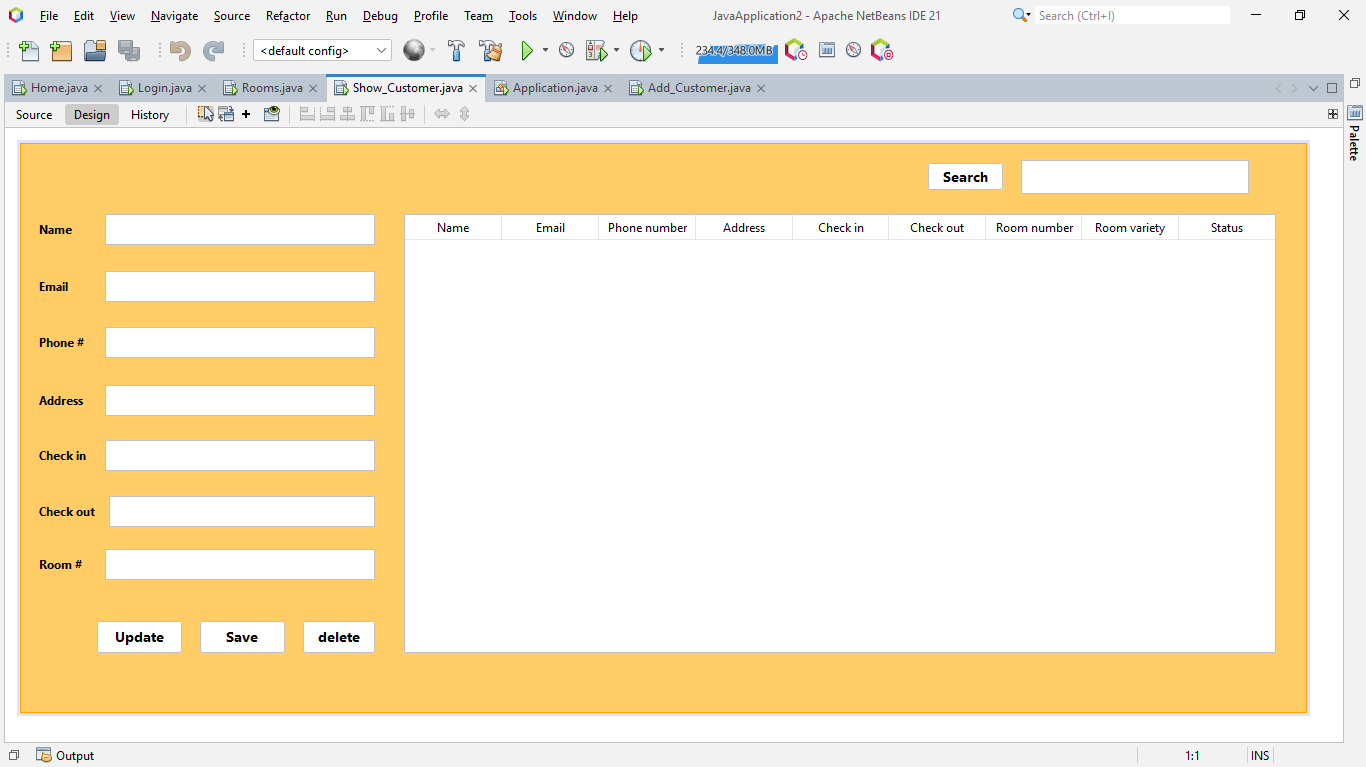 File Edit View Navigate Source Refactor Run Debug Profile Team Tools Window Help JavaApplication2 - Apache NetBeans IDE 21 Search (Ctrl+I)
<default config> 234.4/348.0MB
Home.java Login.java Rooms.java Show_Customer.java Application.java Add_Customer.java
Source Design History
Palette
Search
Name Email Phone number Address Check in Check out Room number Room variety Status
Name
Email
Phone #
Address
Check in
Check out
Room #
Update Save delete
Output 1:1 INS